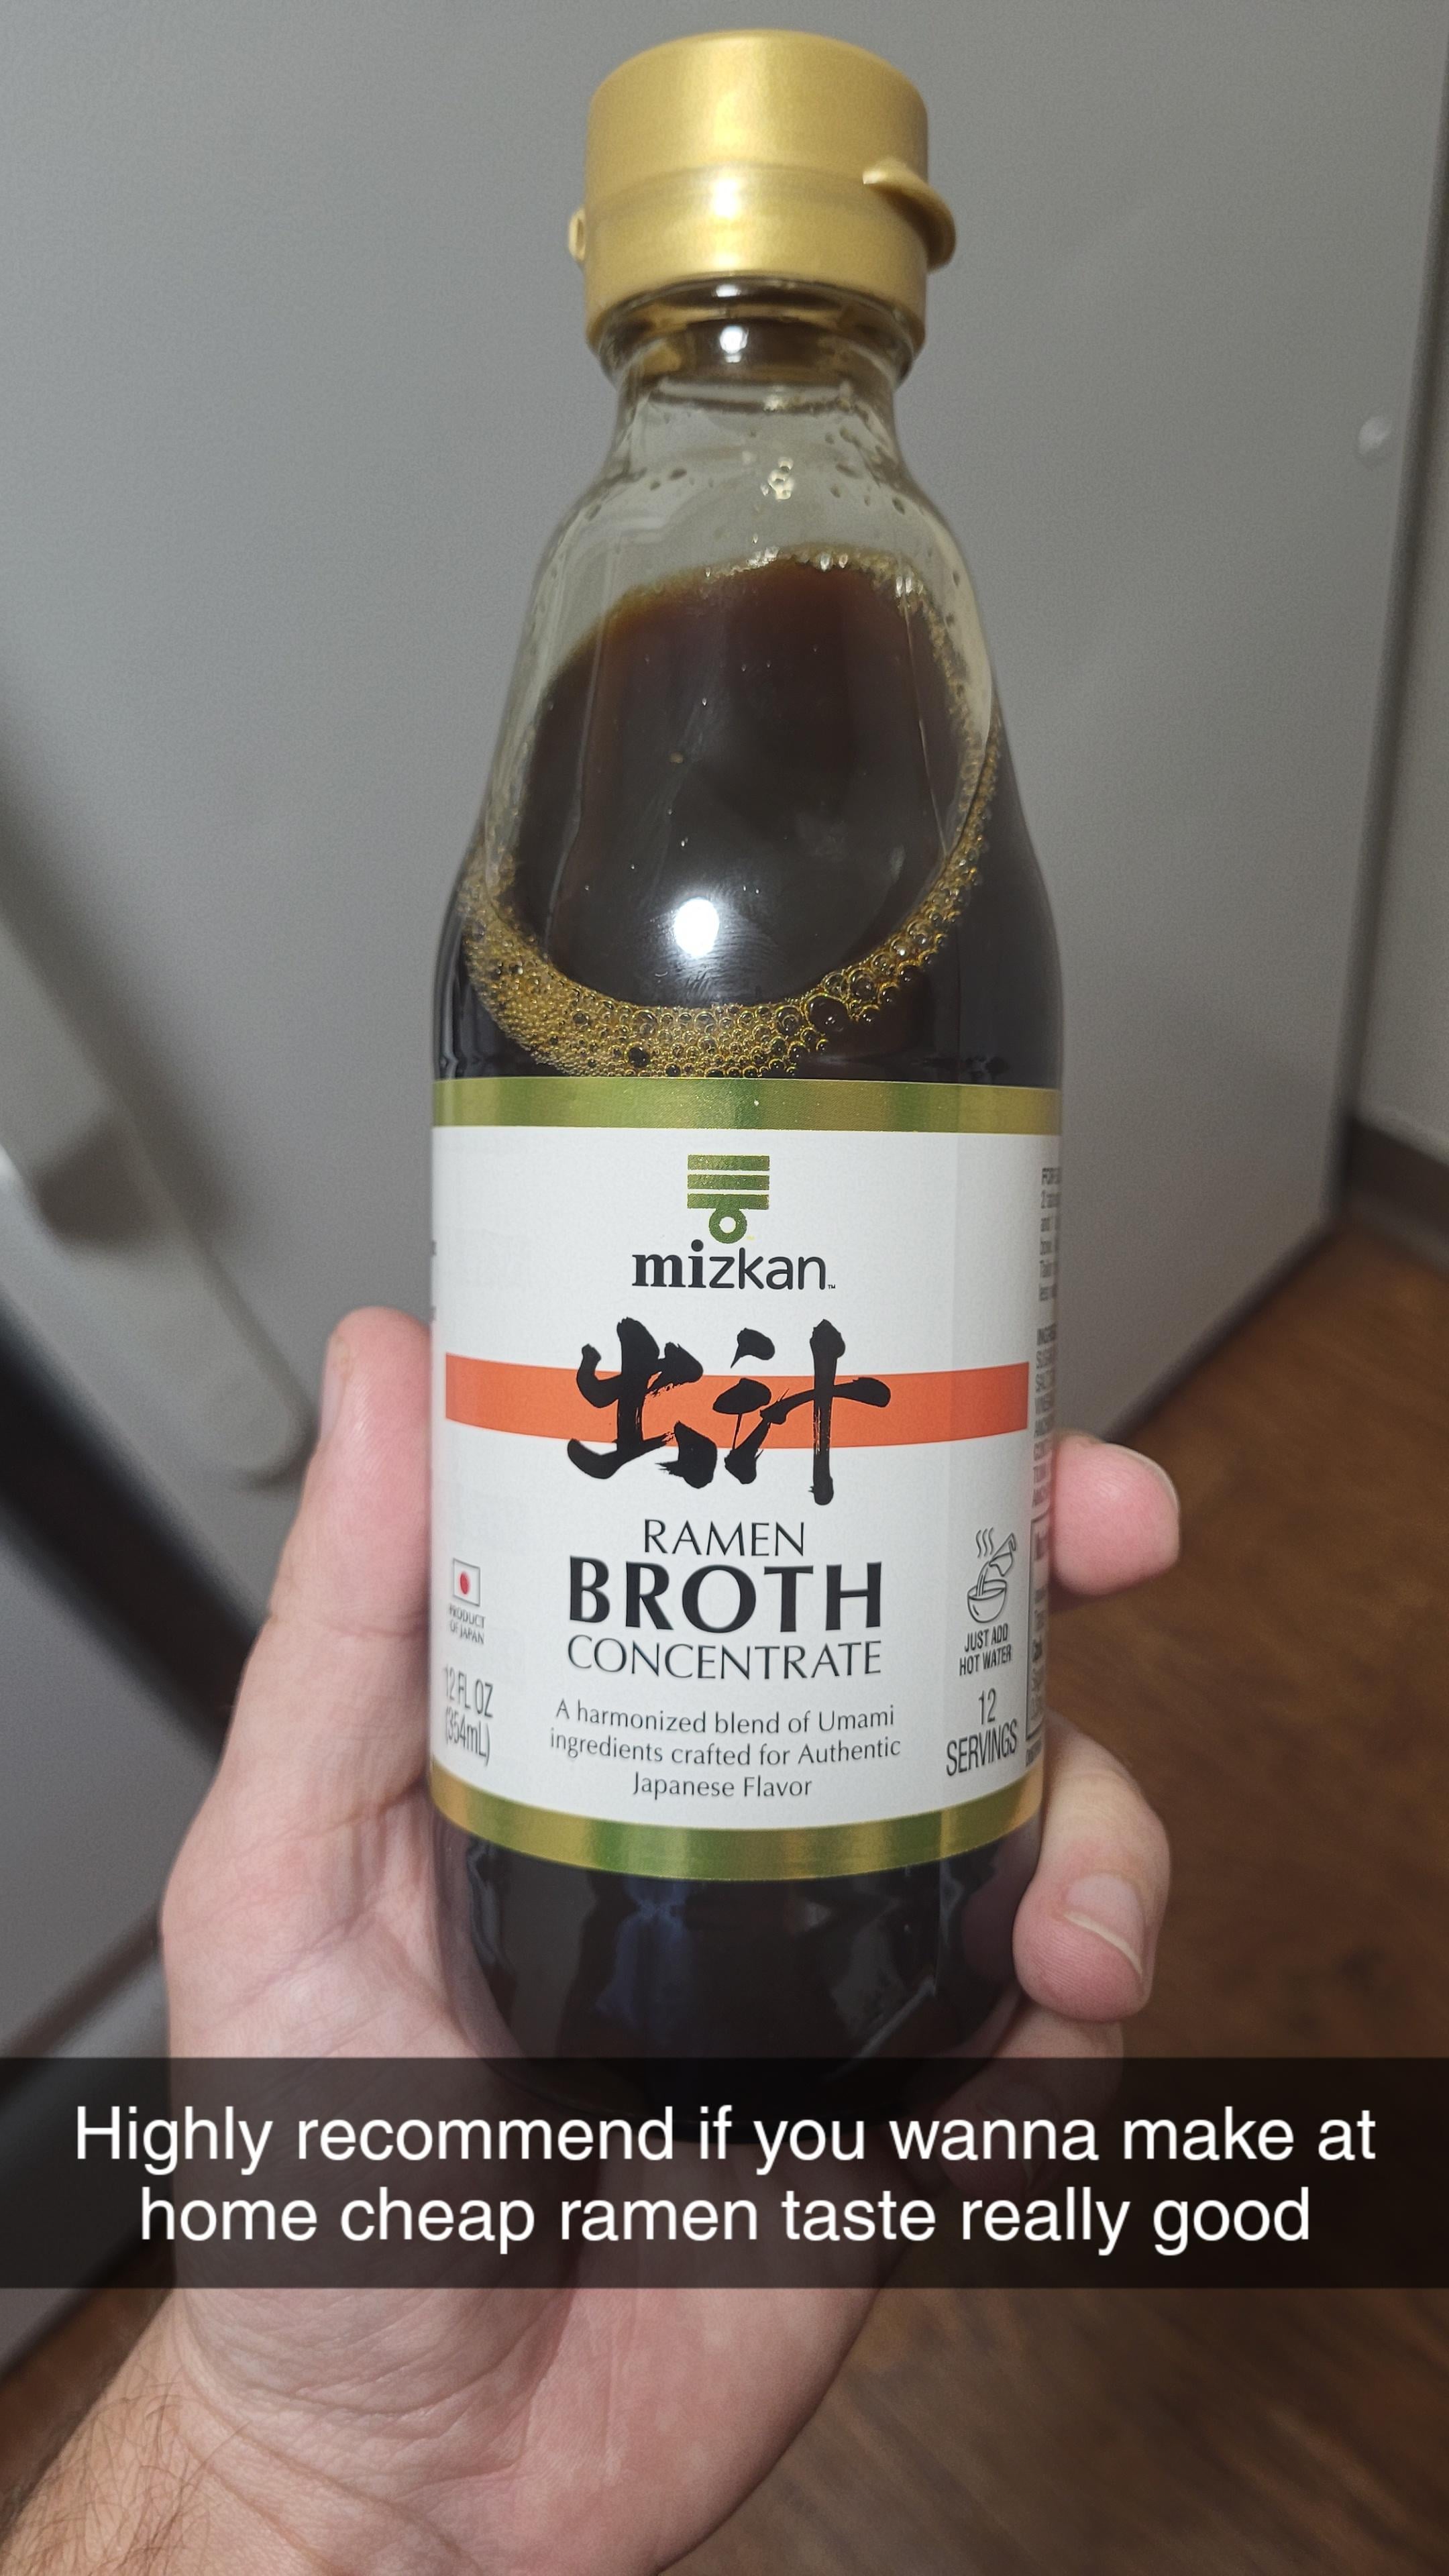 mizkan™
出汁
RAMEN
BROTH
CONCENTRATE
PRODUCT
OF JAPAN
JUST ADD
HOT WATER
12 FL OZ
(354mL)
12
SERVINGS
A harmonized blend of Umami
ingredients crafted for Authentic
Japanese Flavor
Highly recommend if you wanna make at
home cheap ramen taste really good